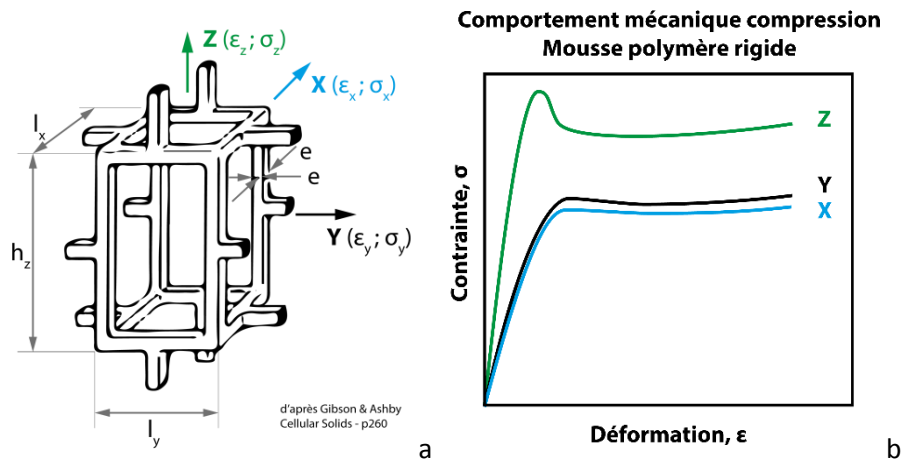 Z (εz ; σz)
X (εx ; σx)
lx
e
e
Y (εy ; σy)
hz
ly
d'après Gibson & Ashby
Cellular Solids - p260
a
Comportement mécanique compression
Mousse polymère rigide
Contrainte, σ
Z
Y
X
Déformation, ε
b